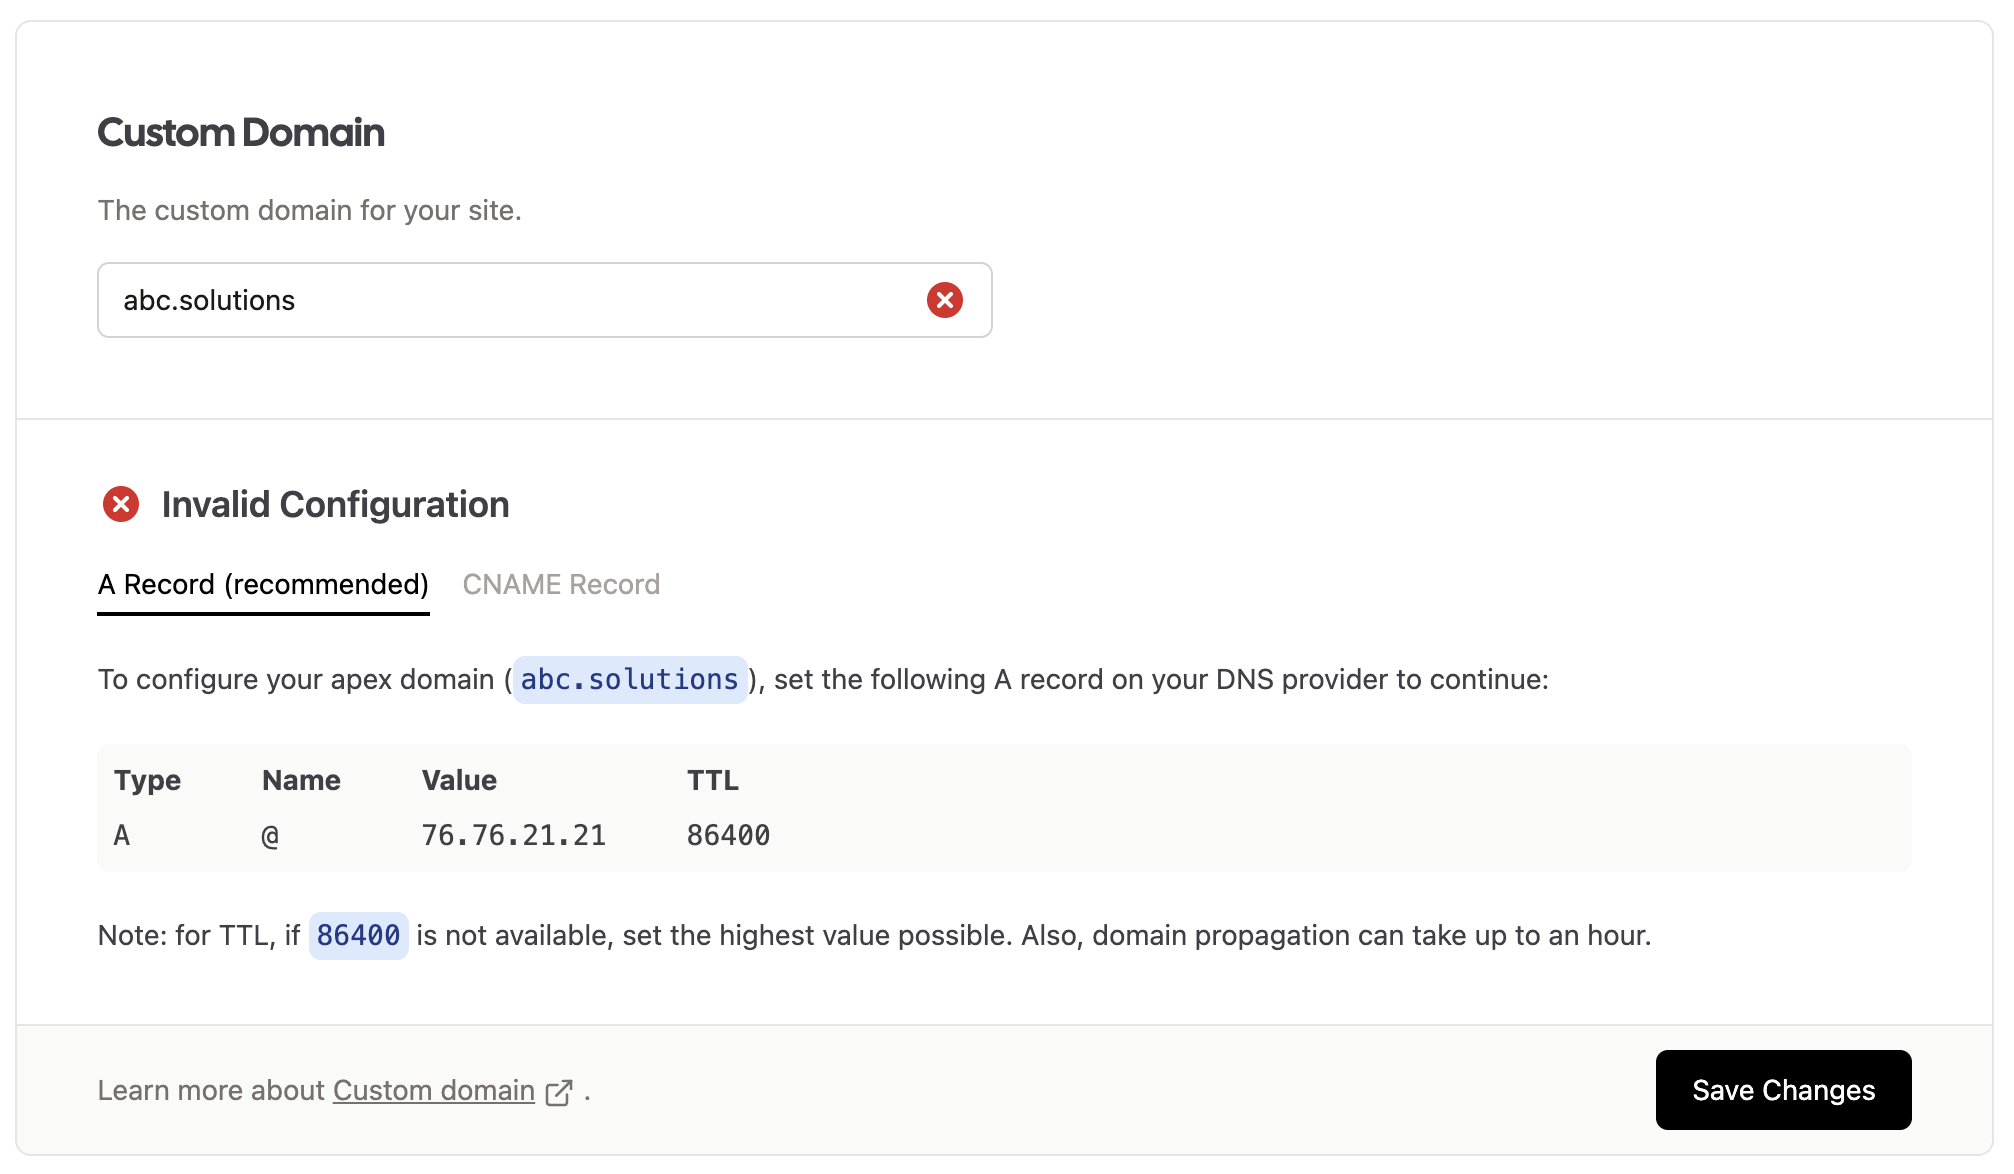 Custom Domain
The custom domain for your site.
abc.solutions
Invalid Configuration
A Record (recommended) CNAME Record
To configure your apex domain (abc.solutions), set the following A record on your DNS provider to continue:
Type Name Value TTL
A @ 76.76.21.21 86400
Note: for TTL, if 86400 is not available, set the highest value possible. Also, domain propagation can take up to an hour.
Learn more about Custom domain .
Save Changes